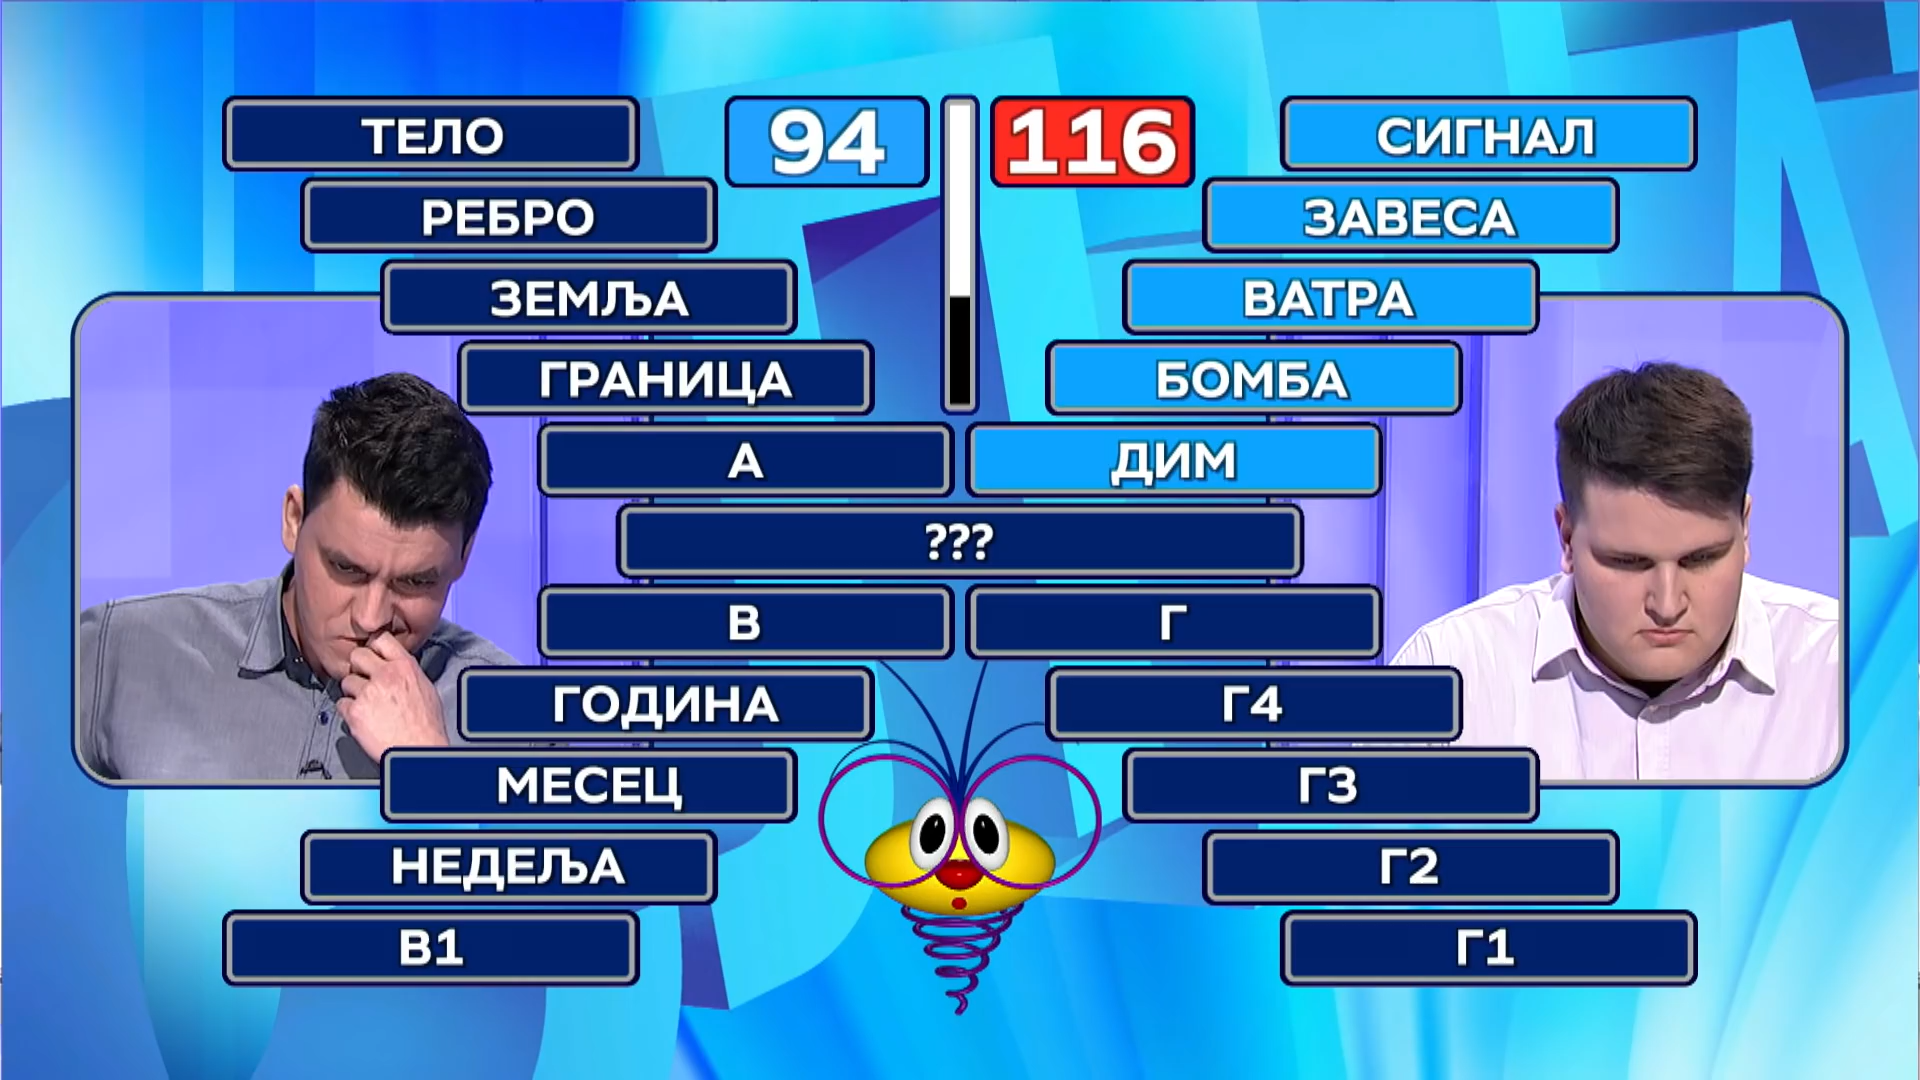 ТЕЛО
94
116
СИГНАЛ
РЕБРО
ЗАВЕСА
ЗЕМЉА
ВАТРА
ГРАНИЦА
БОМБА
А
ДИМ
???
В
Г
ГОДИНА
Г4
МЕСЕЦ
Г3
НЕДЕЉА
Г2
В1
Г1